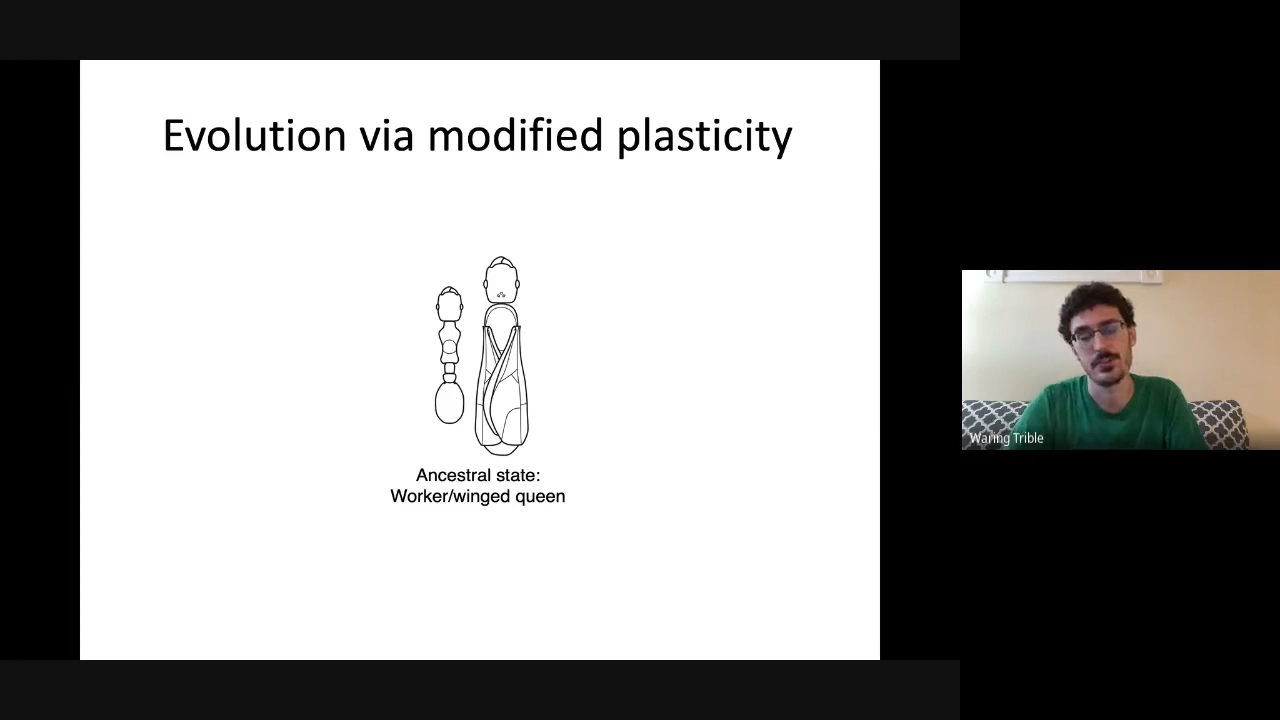 Evolution via modified plasticity
Ancestral state:
Worker/winged queen
Waring Trible